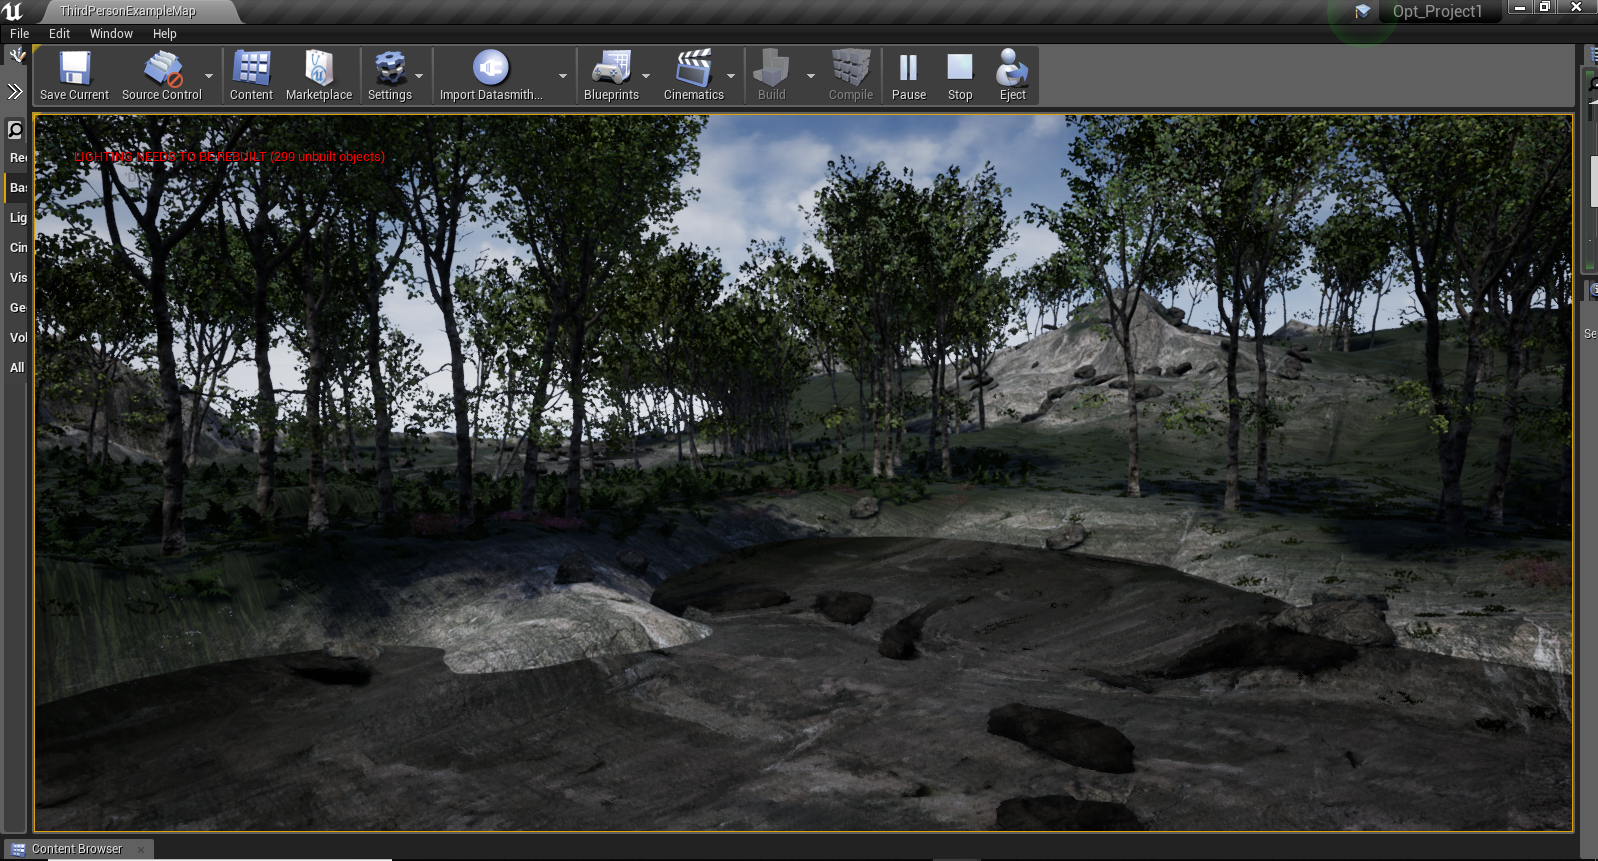 ThirdPersonExampleMap
Opt_Project1
File Edit Window Help
Save Current Source Control Content Marketplace Settings Import Datasmith... Blueprints Cinematics Build Compile Pause Stop Eject
LIGHTING NEEDS TO BE REBUILT (299 unbuilt objects)
Rec
Bas
Lig
Cin
Vis
Ge
Vol
All
Se
Content Browser